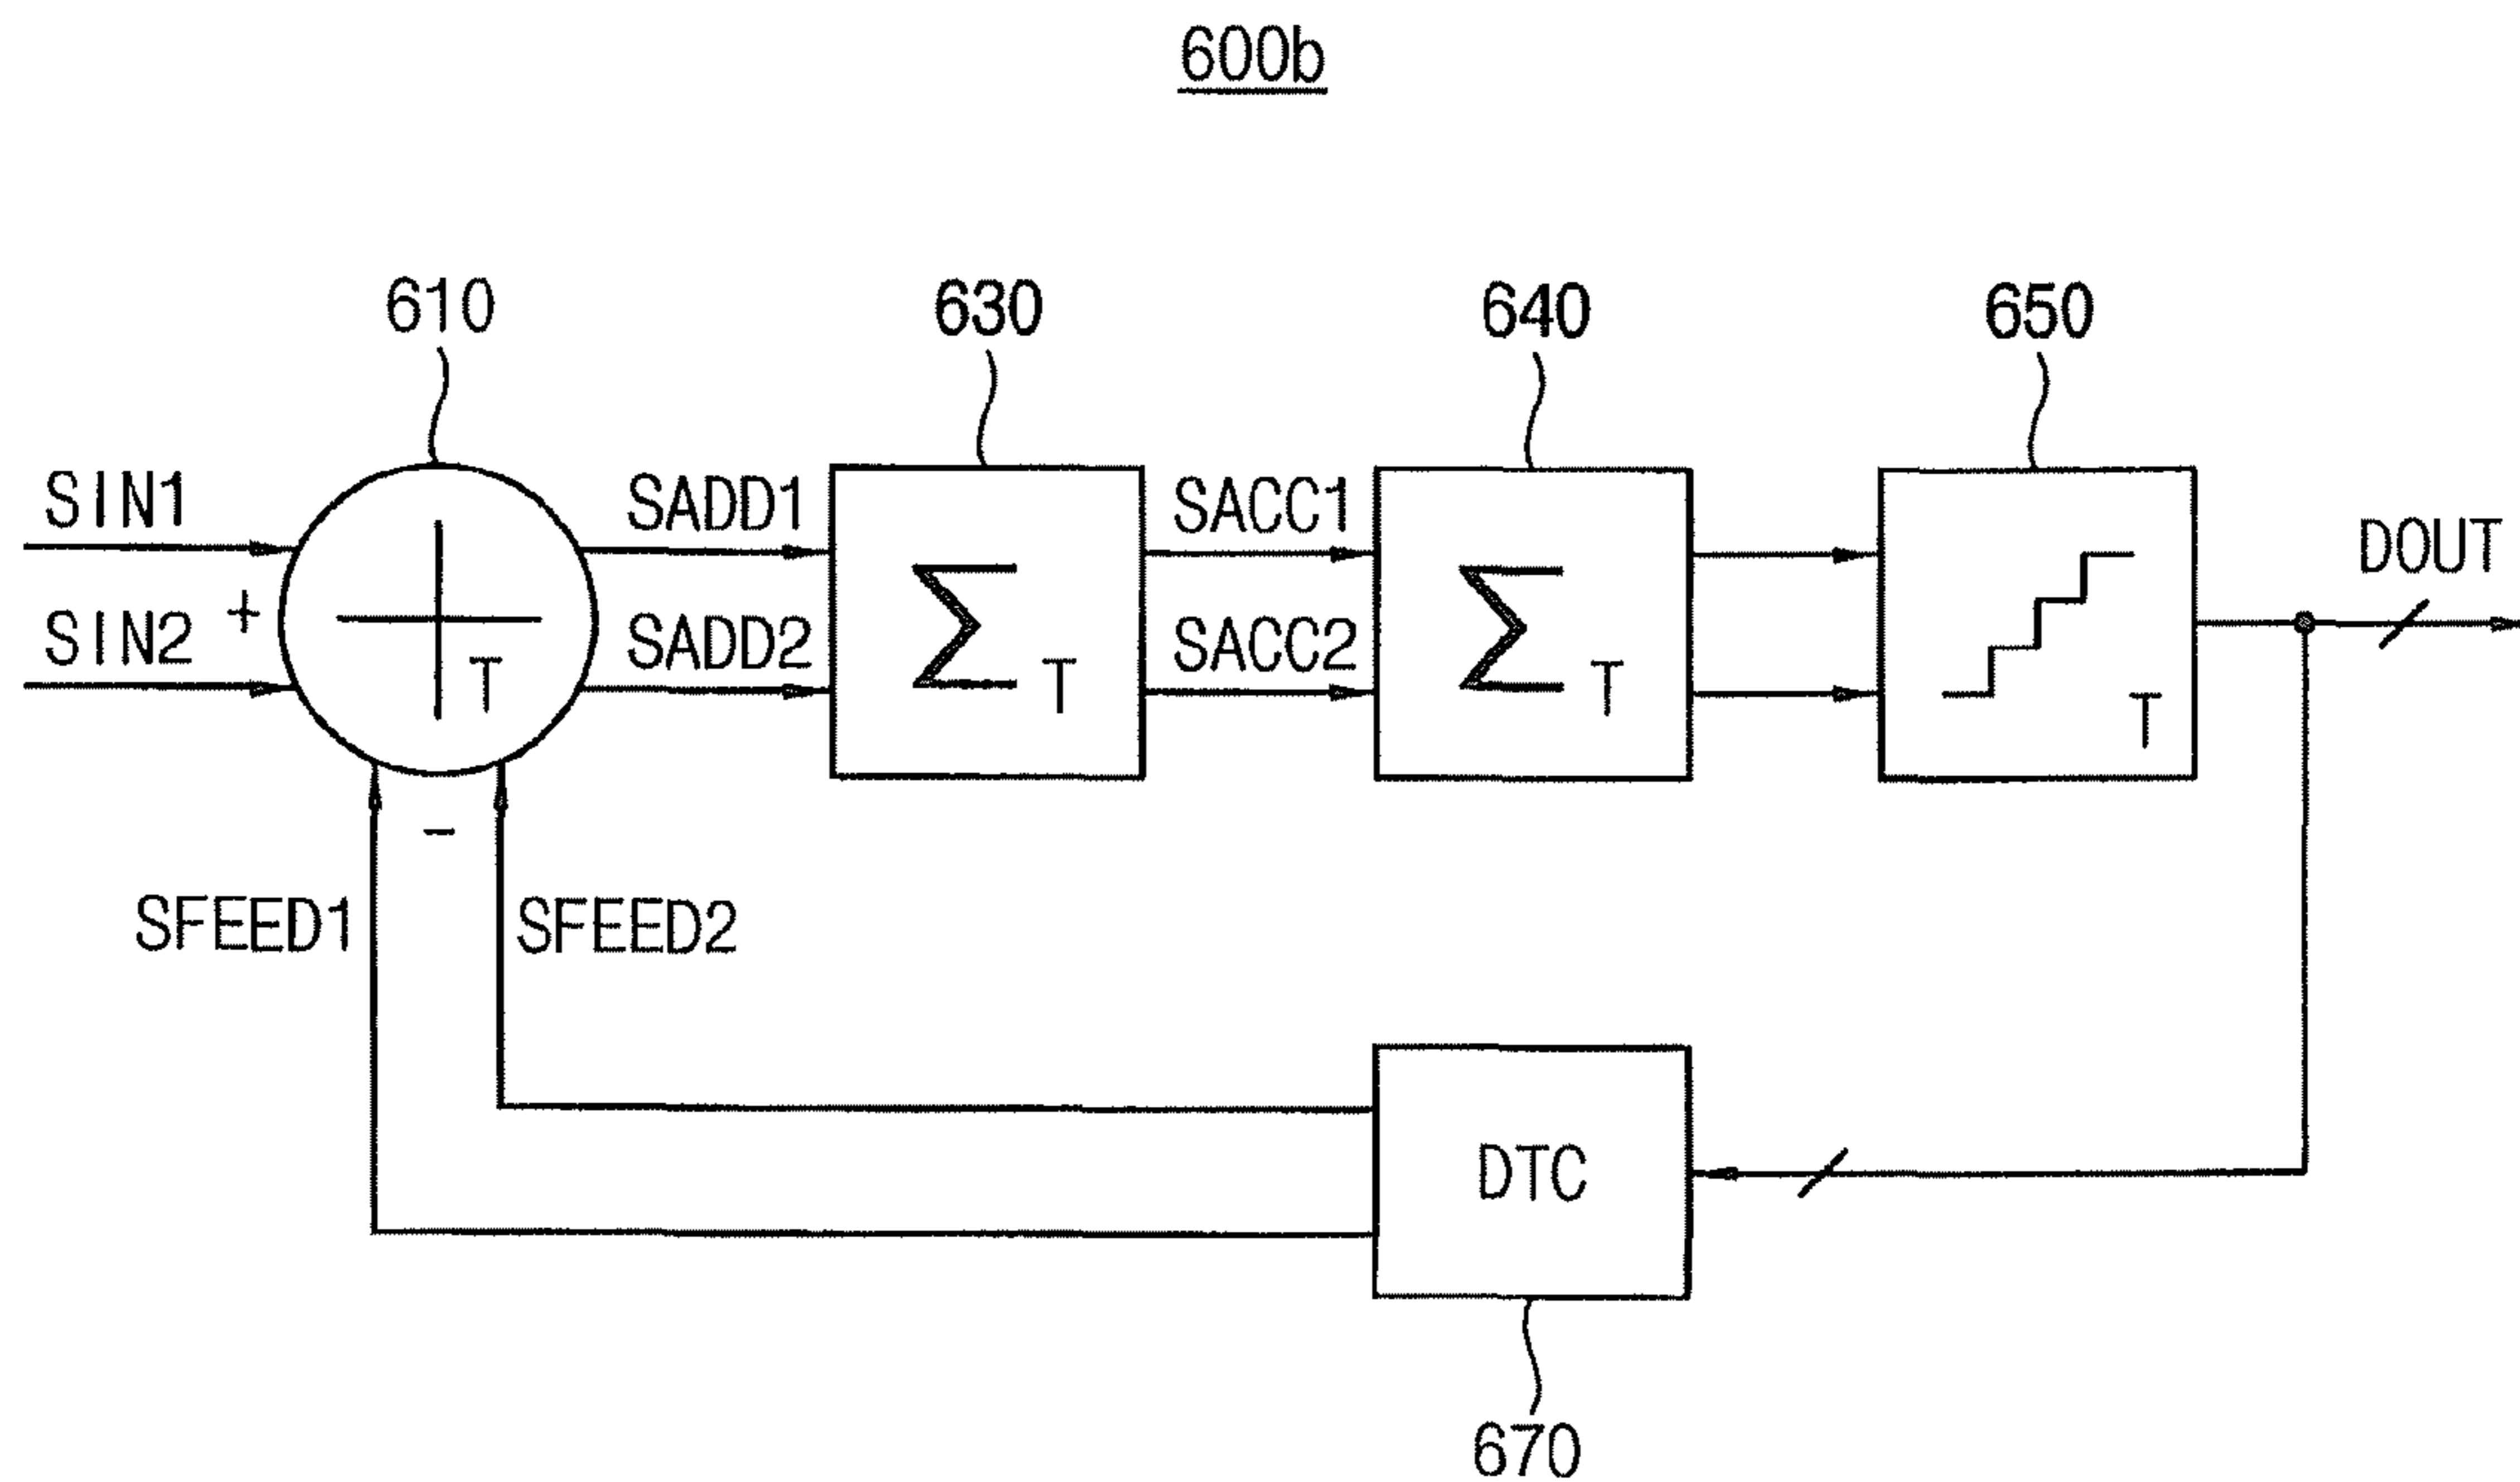 600b
610
630
640
650
SIN1
SADD1
SACC1
DOUT
+
SIN2
SADD2
SACC2
T
Σ T
Σ T
T
-
SFEED1
SFEED2
DTC
670